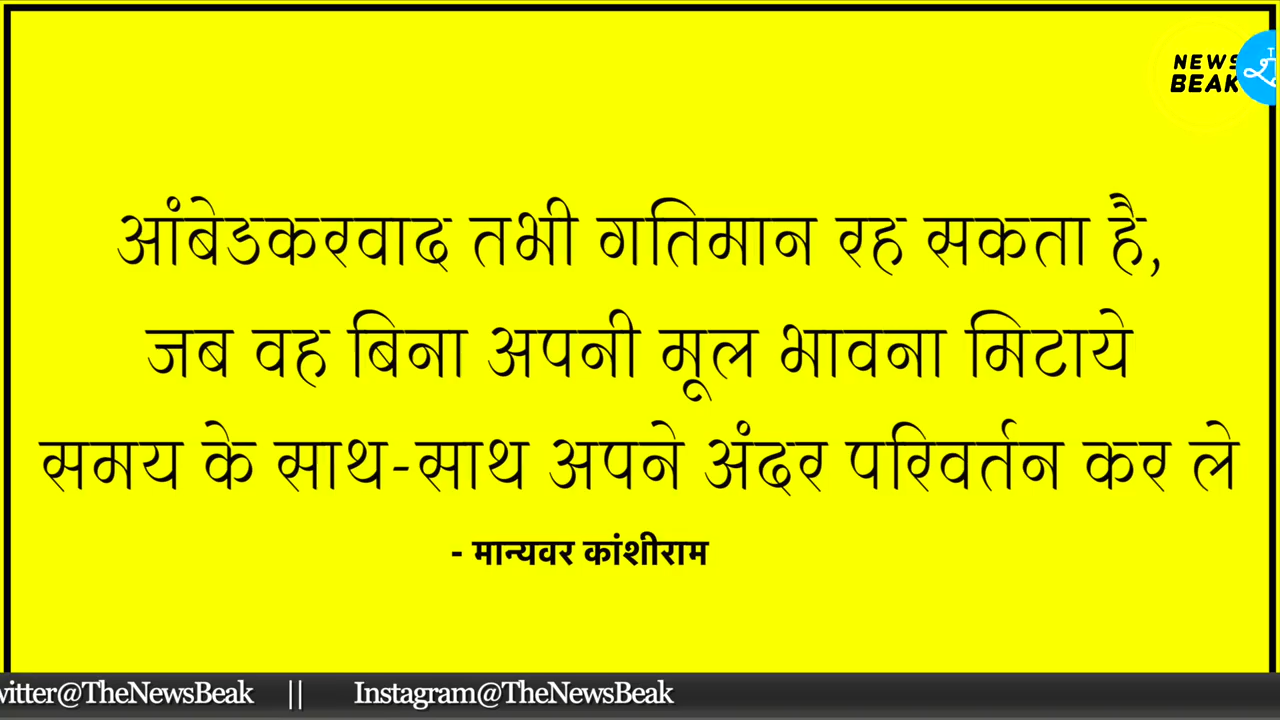 NEWS
BEAK
आंबेडकरवाद तभी गतिमान रह सकता है,
जब वह बिना अपनी मूल भावना मिटाये
समय के साथ-साथ अपने अंदर परिवर्तन कर ले
- मान्यवर कांशीराम
witter@TheNewsBeak || Instagram@TheNewsBeak